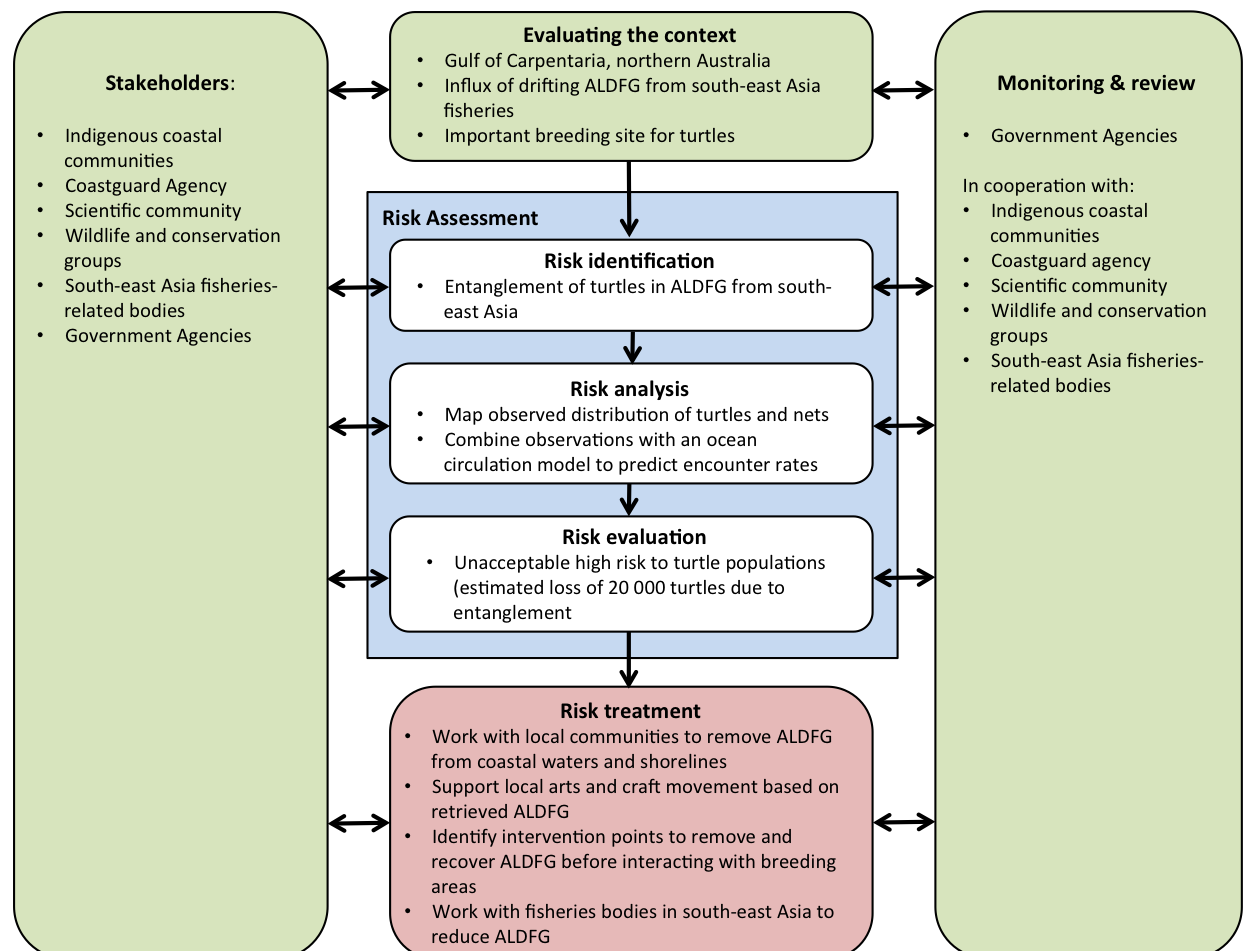 Stakeholders:
• Indigenous coastal
communities
• Coastguard Agency
• Scientific community
• Wildlife and conservation
groups
• South-east Asia fisheries-
related bodies
• Government Agencies
Evaluating the context
• Gulf of Carpentaria, northern Australia
• Influx of drifting ALDFG from south-east Asia
fisheries
• Important breeding site for turtles
Risk Assessment
Risk identification
• Entanglement of turtles in ALDFG from south-
east Asia
Risk analysis
• Map observed distribution of turtles and nets
• Combine observations with an ocean
circulation model to predict encounter rates
Risk evaluation
• Unacceptable high risk to turtle populations
(estimated loss of 20 000 turtles due to
entanglement
Risk treatment
• Work with local communities to remove ALDFG
from coastal waters and shorelines
• Support local arts and craft movement based on
retrieved ALDFG
• Identify intervention points to remove and
recover ALDFG before interacting with breeding
areas
• Work with fisheries bodies in south-east Asia to
reduce ALDFG
Monitoring & review
• Government Agencies
In cooperation with:
• Indigenous coastal
communities
• Coastguard agency
• Scientific community
• Wildlife and conservation
groups
• South-east Asia fisheries-
related bodies